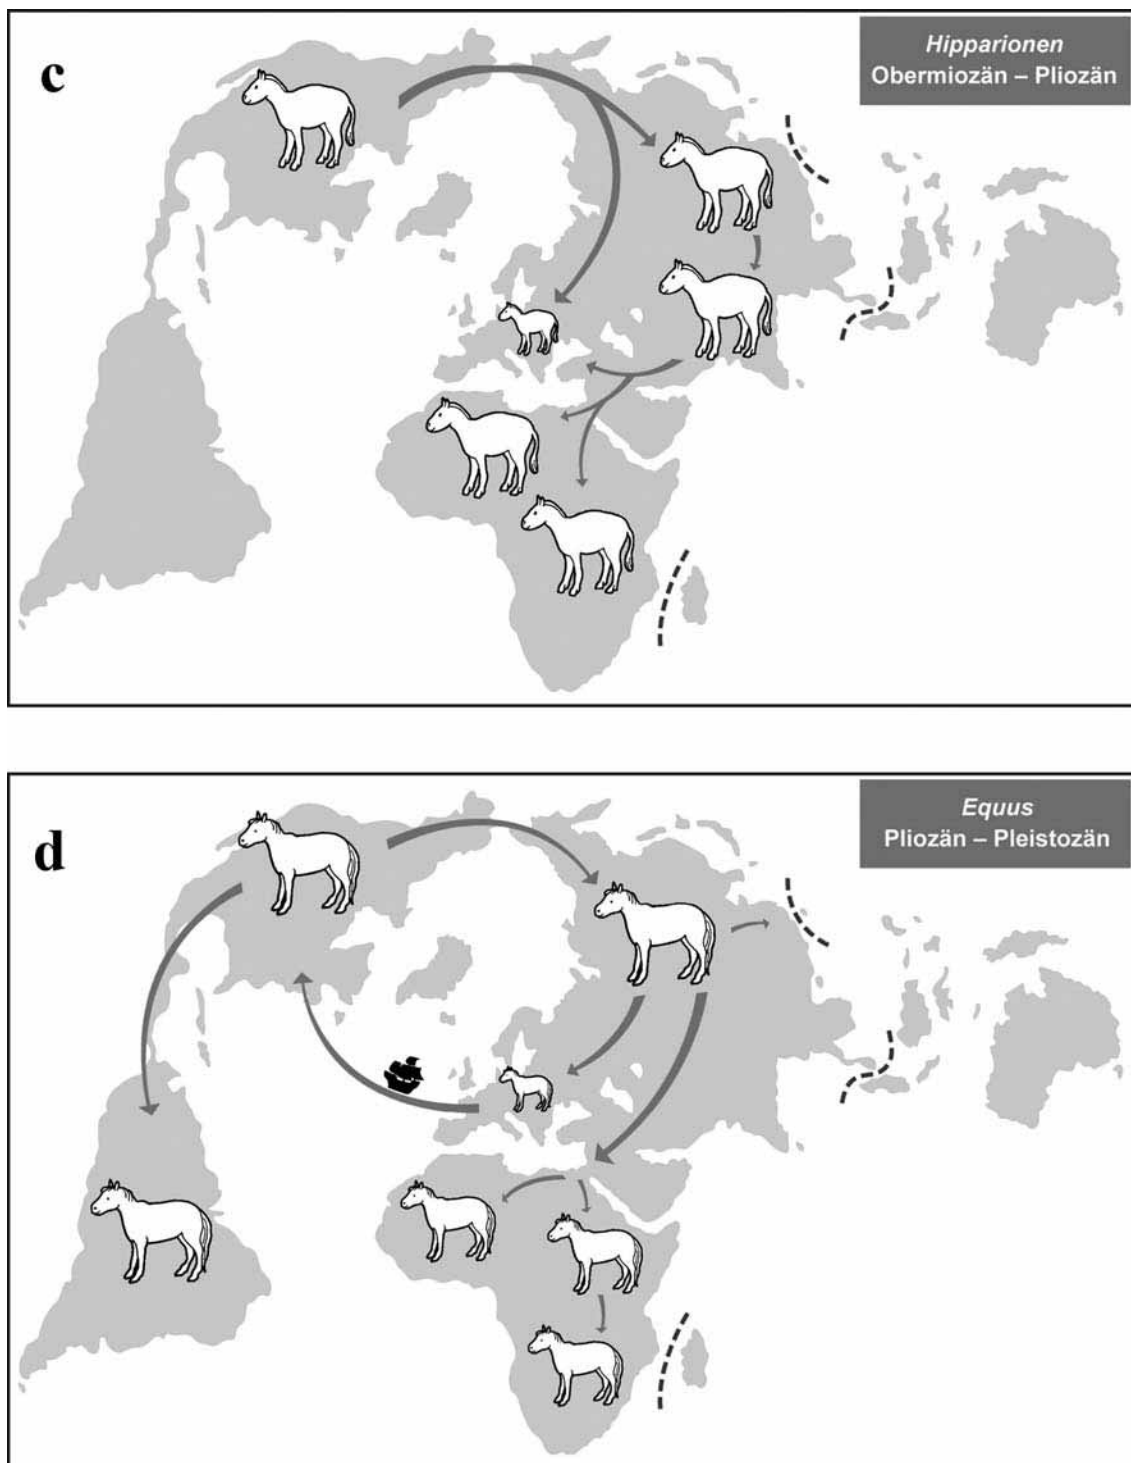 c
Hipparionen
Obermiozän – Pliozän
d
Equus
Pliozän – Pleistozän